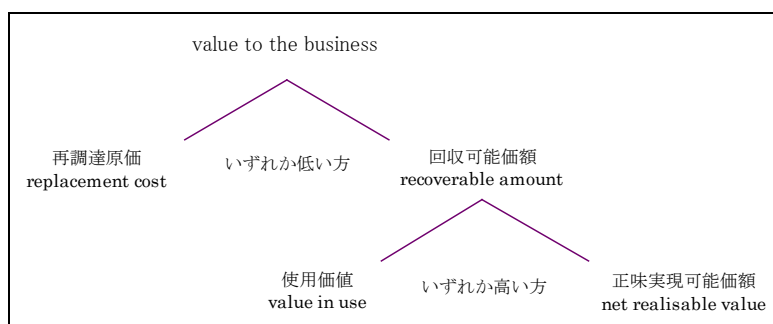 value to the business
再調達原価
replacement cost
いずれか低い方
回収可能価額
recoverable amount
使用価値
value in use
いずれか高い方
正味実現可能価額
net realisable value